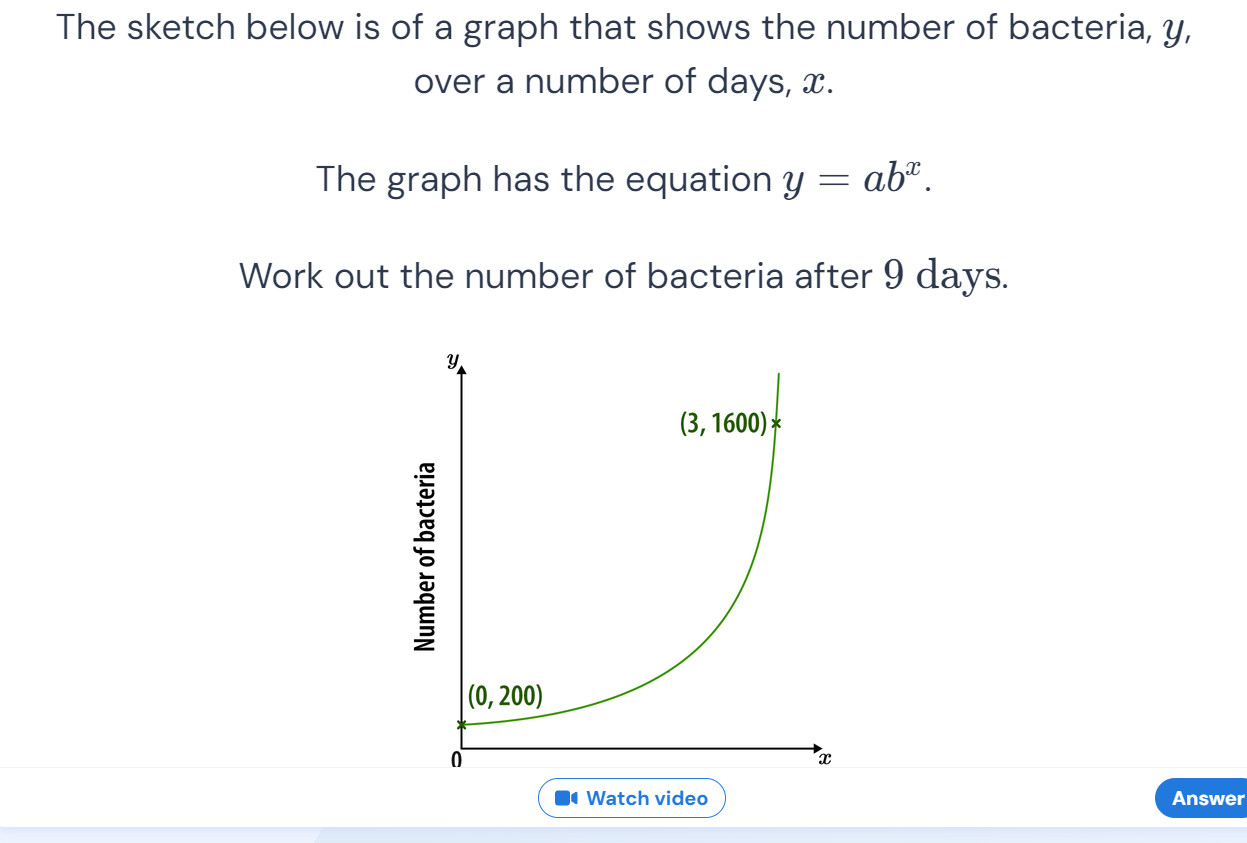 The sketch below is of a graph that shows the number of bacteria, y,
over a number of days, x.
The graph has the equation y = abˣ.
Work out the number of bacteria after 9 days.
y
(3, 1600)
Number of bacteria
(0, 200)
0
x
Watch video
Answer